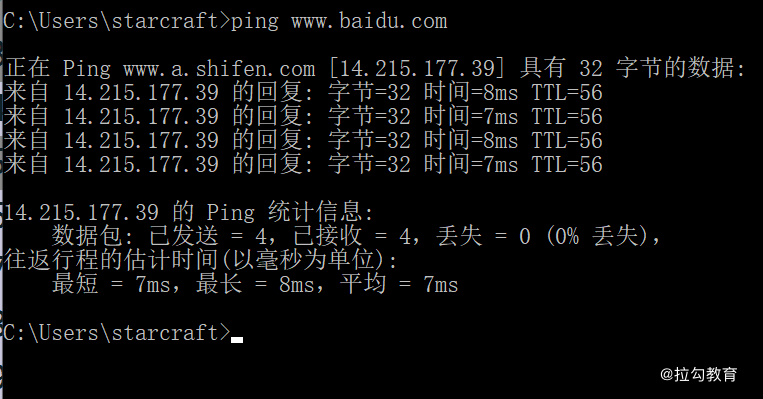 C:\Users\starcraft>ping www.baidu.com
正在 Ping www.a.shifen.com [14.215.177.39] 具有 32 字节的数据:
来自 14.215.177.39 的回复: 字节=32 时间=8ms TTL=56
来自 14.215.177.39 的回复: 字节=32 时间=7ms TTL=56
来自 14.215.177.39 的回复: 字节=32 时间=8ms TTL=56
来自 14.215.177.39 的回复: 字节=32 时间=7ms TTL=56
14.215.177.39 的 Ping 统计信息:
数据包: 已发送 = 4，已接收 = 4，丢失 = 0 (0% 丢失)，
往返行程的估计时间(以毫秒为单位):
最短 = 7ms，最长 = 8ms，平均 = 7ms
C:\Users\starcraft>
@拉勾教育